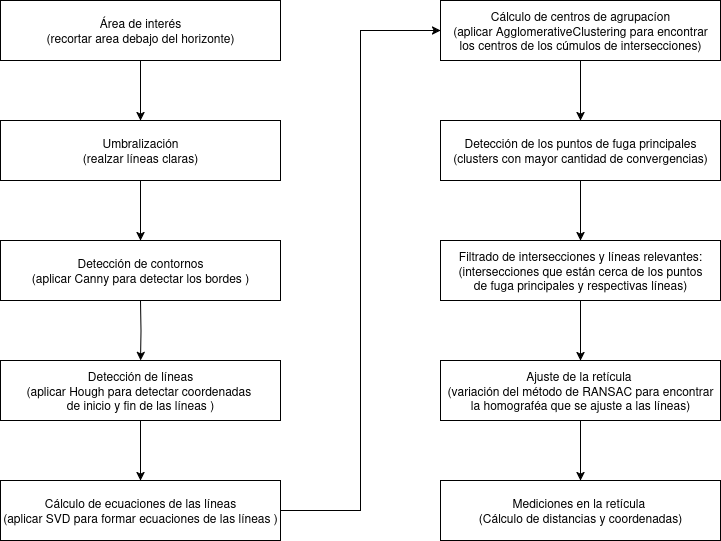 Área de interés
(recortar area debajo del horizonte)
Umbralización
(realzar líneas claras)
Detección de contornos
(aplicar Canny para detectar los bordes )
Detección de líneas
(aplicar Hough para detectar coordenadas
de inicio y fin de las líneas )
Cálculo de ecuaciones de las líneas
(aplicar SVD para formar ecuaciones de las líneas )
Cálculo de centros de agrupacíon
(aplicar AgglomerativeClustering para encontrar
los centros de los cúmulos de intersecciones)
Detección de los puntos de fuga principales
(clusters con mayor cantidad de convergencias)
Filtrado de intersecciones y líneas relevantes:
(intersecciones que están cerca de los puntos
de fuga principales y respectivas líneas)
Ajuste de la retícula
(variación del método de RANSAC para encontrar
la homograféa que se ajuste a las líneas)
Mediciones en la retícula
(Cálculo de distancias y coordenadas)